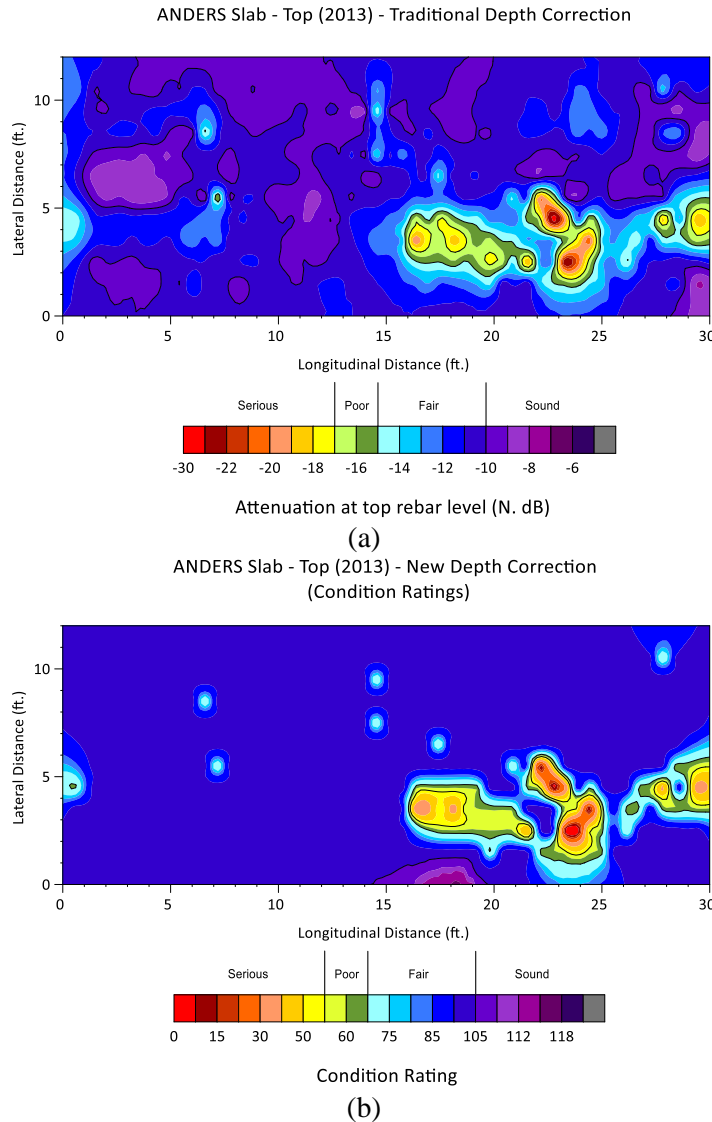 ANDERS Slab - Top (2013) - Traditional Depth Correction
10
5
0
Lateral Distance (ft.)
0 5 10 15 20 25 30
Longitudinal Distance (ft.)
Serious Poor Fair Sound
-30 -22 -20 -18 -16 -14 -12 -10 -8 -6
Attenuation at top rebar level (N. dB)
(a)
ANDERS Slab - Top (2013) - New Depth Correction
(Condition Ratings)
10
5
0
Lateral Distance (ft.)
0 5 10 15 20 25 30
Longitudinal Distance (ft.)
Serious Poor Fair Sound
0 15 30 50 60 75 85 105 112 118
Condition Rating
(b)